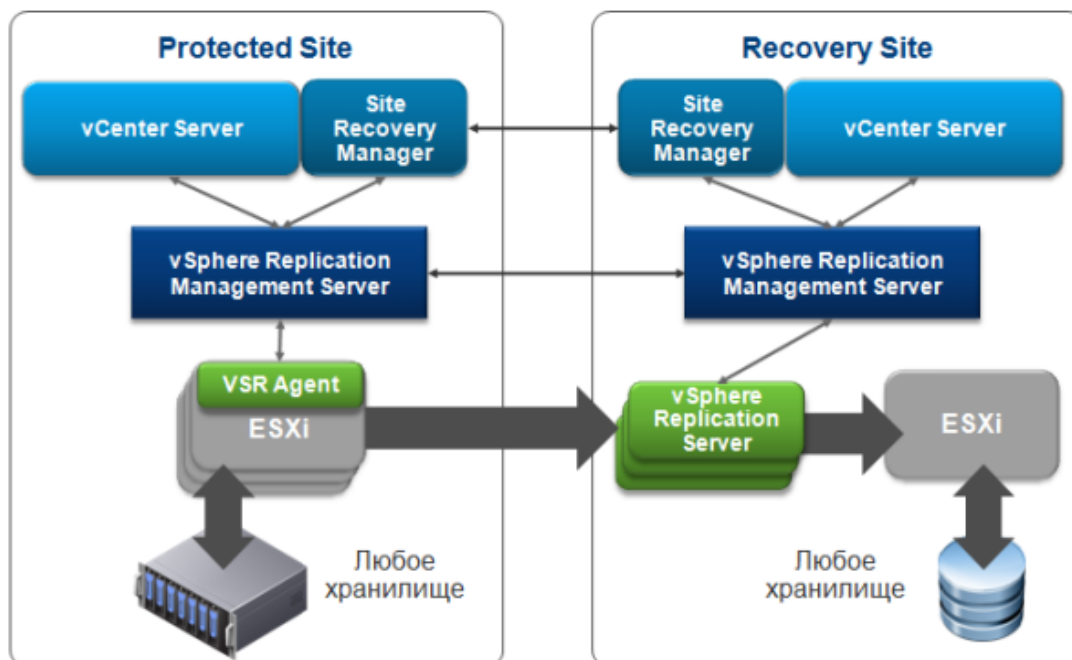 Protected Site
vCenter Server
Site
Recovery
Manager
vSphere Replication
Management Server
VSR Agent
ESXi
Любое
хранилище
Recovery Site
Site
Recovery
Manager
vCenter Server
vSphere Replication
Management Server
vSphere
Replication
Server
ESXi
Любое
хранилище